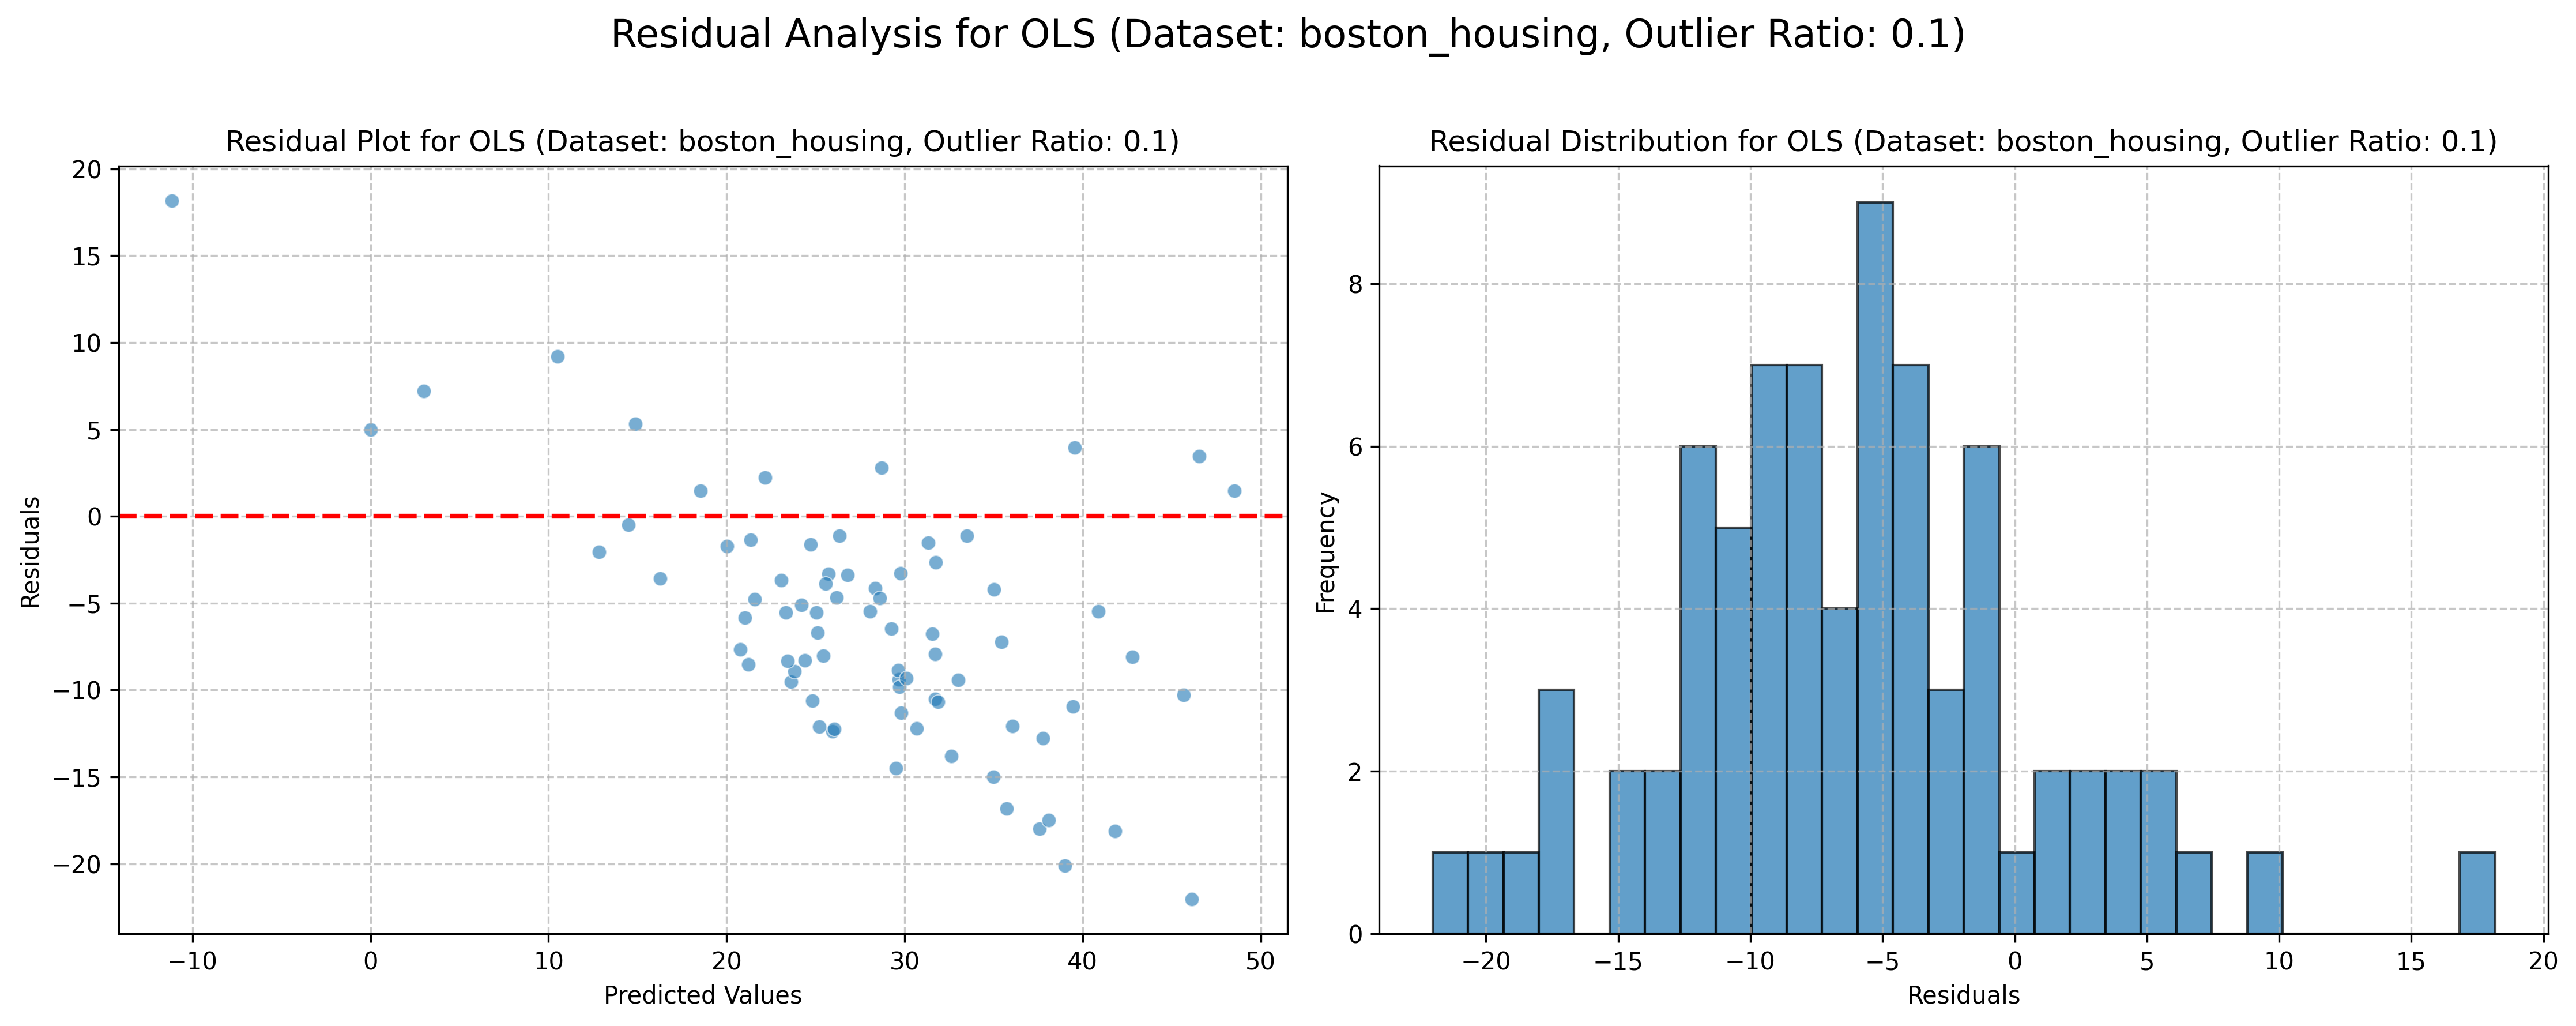 Residual Analysis for OLS (Dataset: boston_housing, Outlier Ratio: 0.1)
Residual Plot for OLS (Dataset: boston_housing, Outlier Ratio: 0.1)
20
15
10
5
0
−5
−10
−15
−20
Residuals
−10 0 10 20 30 40 50
Predicted Values
Residual Distribution for OLS (Dataset: boston_housing, Outlier Ratio: 0.1)
8
6
4
2
0
Frequency
−20 −15 −10 −5 0 5 10 15 20
Residuals